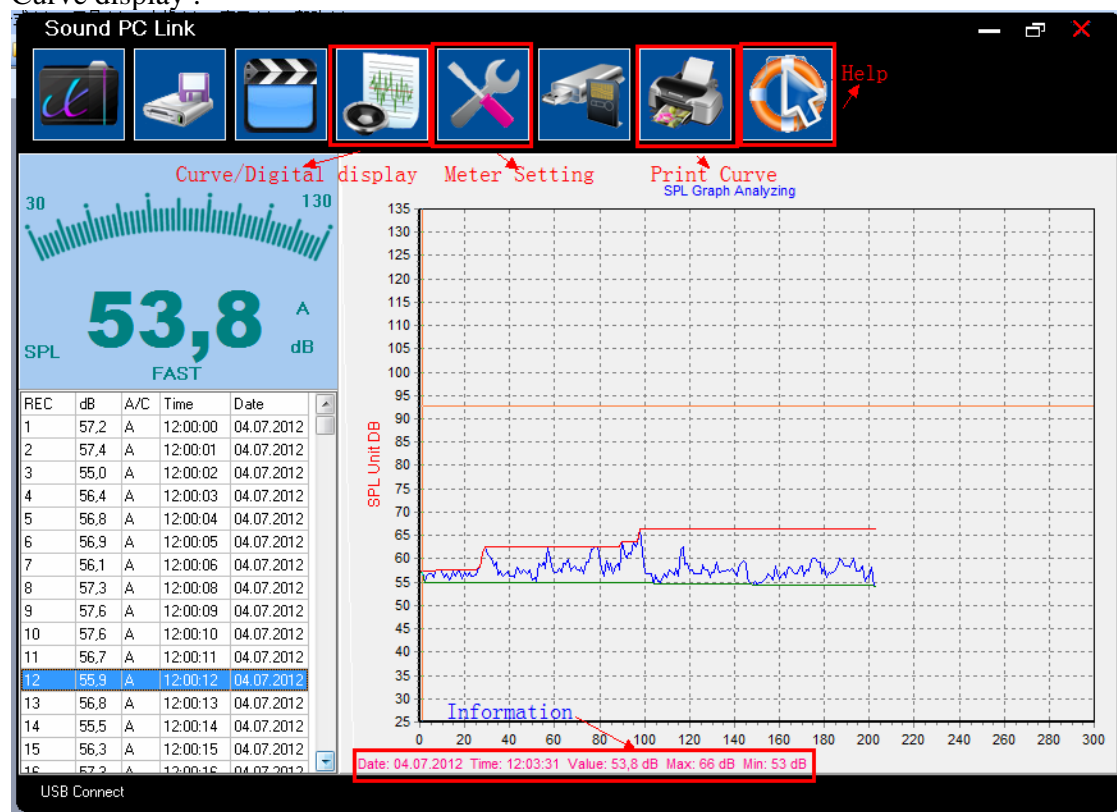 Curve display :
Sound PC Link
Help
Curve/Digital display
Meter Setting
Print Curve
30
130
53,8
A
dB
SPL
FAST
REC dB A/C Time Date
1 57,2 A 12:00:00 04.07.2012
2 57,4 A 12:00:01 04.07.2012
3 55,0 A 12:00:02 04.07.2012
4 56,4 A 12:00:03 04.07.2012
5 56,8 A 12:00:04 04.07.2012
6 56,9 A 12:00:05 04.07.2012
7 56,1 A 12:00:06 04.07.2012
8 57,3 A 12:00:08 04.07.2012
9 57,6 A 12:00:09 04.07.2012
10 57,6 A 12:00:10 04.07.2012
11 56,7 A 12:00:11 04.07.2012
12 55,9 A 12:00:12 04.07.2012
13 56,8 A 12:00:13 04.07.2012
14 55,5 A 12:00:14 04.07.2012
15 56,3 A 12:00:15 04.07.2012
16 57,3 A 12:00:16 04.07.2012
SPL Graph Analyzing
SPL Unit DB
135
130
125
120
115
110
105
100
95
90
85
80
75
70
65
60
55
50
45
40
35
30
25
0 20 40 60 80 100 120 140 160 180 200 220 240 260 280 300
Information
Date: 04.07.2012 Time: 12:03:31 Value: 53,8 dB Max: 66 dB Min: 53 dB
USB Connect